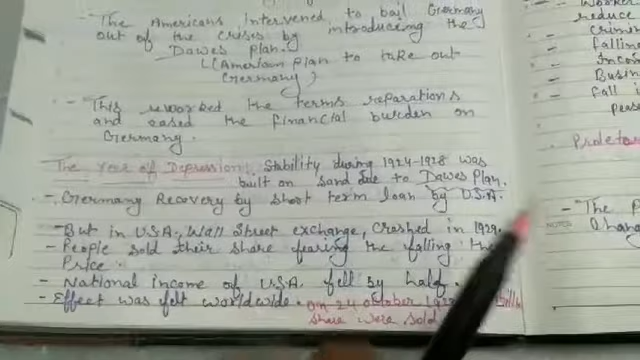 - The Americans intervened, to bail Germany
out of the crises by introducing the
Dawes plan.
(American plan to take out
Germany)
- This reworked the terms reparations
and eased the financial burden on
Germany.
The Year of Depression: Stability during 1924-1928 was
built on sand due to Dawes Plan.
- Germany Recovery by short term loan by U.S.A.
- But in U.S.A, Wall Street exchange, Crashed in 1929.
- People sold their share fearing the falling the
Price.
- National income of U.S.A. fell by half.
- Effect was felt worldwide. on 24 october
share were sold
reduce
falling
Busin
fall i
Proleta
- The P
NOTES